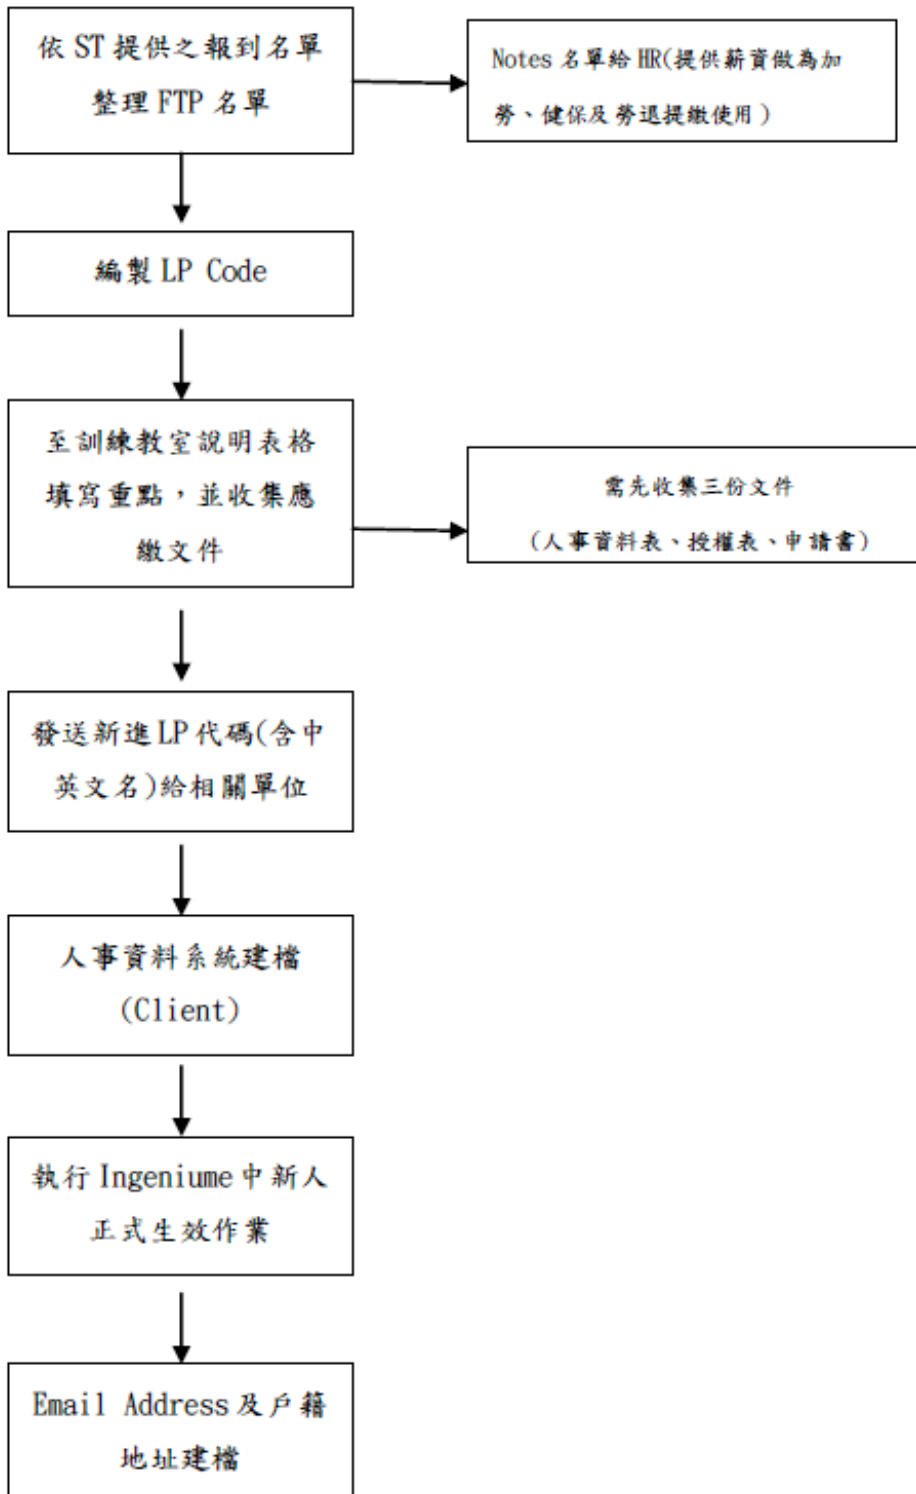 依 ST 提供之報到名單
整理 FTP 名單
Notes 名單給 HR(提供薪資做為加
勞、健保及勞退提繳使用)
編製 LP Code
至訓練教室說明表格
填寫重點，並收集應
繳文件
需先收集三份文件
(人事資料表、授權表、申請書)
發送新進 LP 代碼(含中
英文名)給相關單位
人事資料系統建檔
(Client)
執行 Ingeniume 中新人
正式生效作業
Email Address 及戶籍
地址建檔